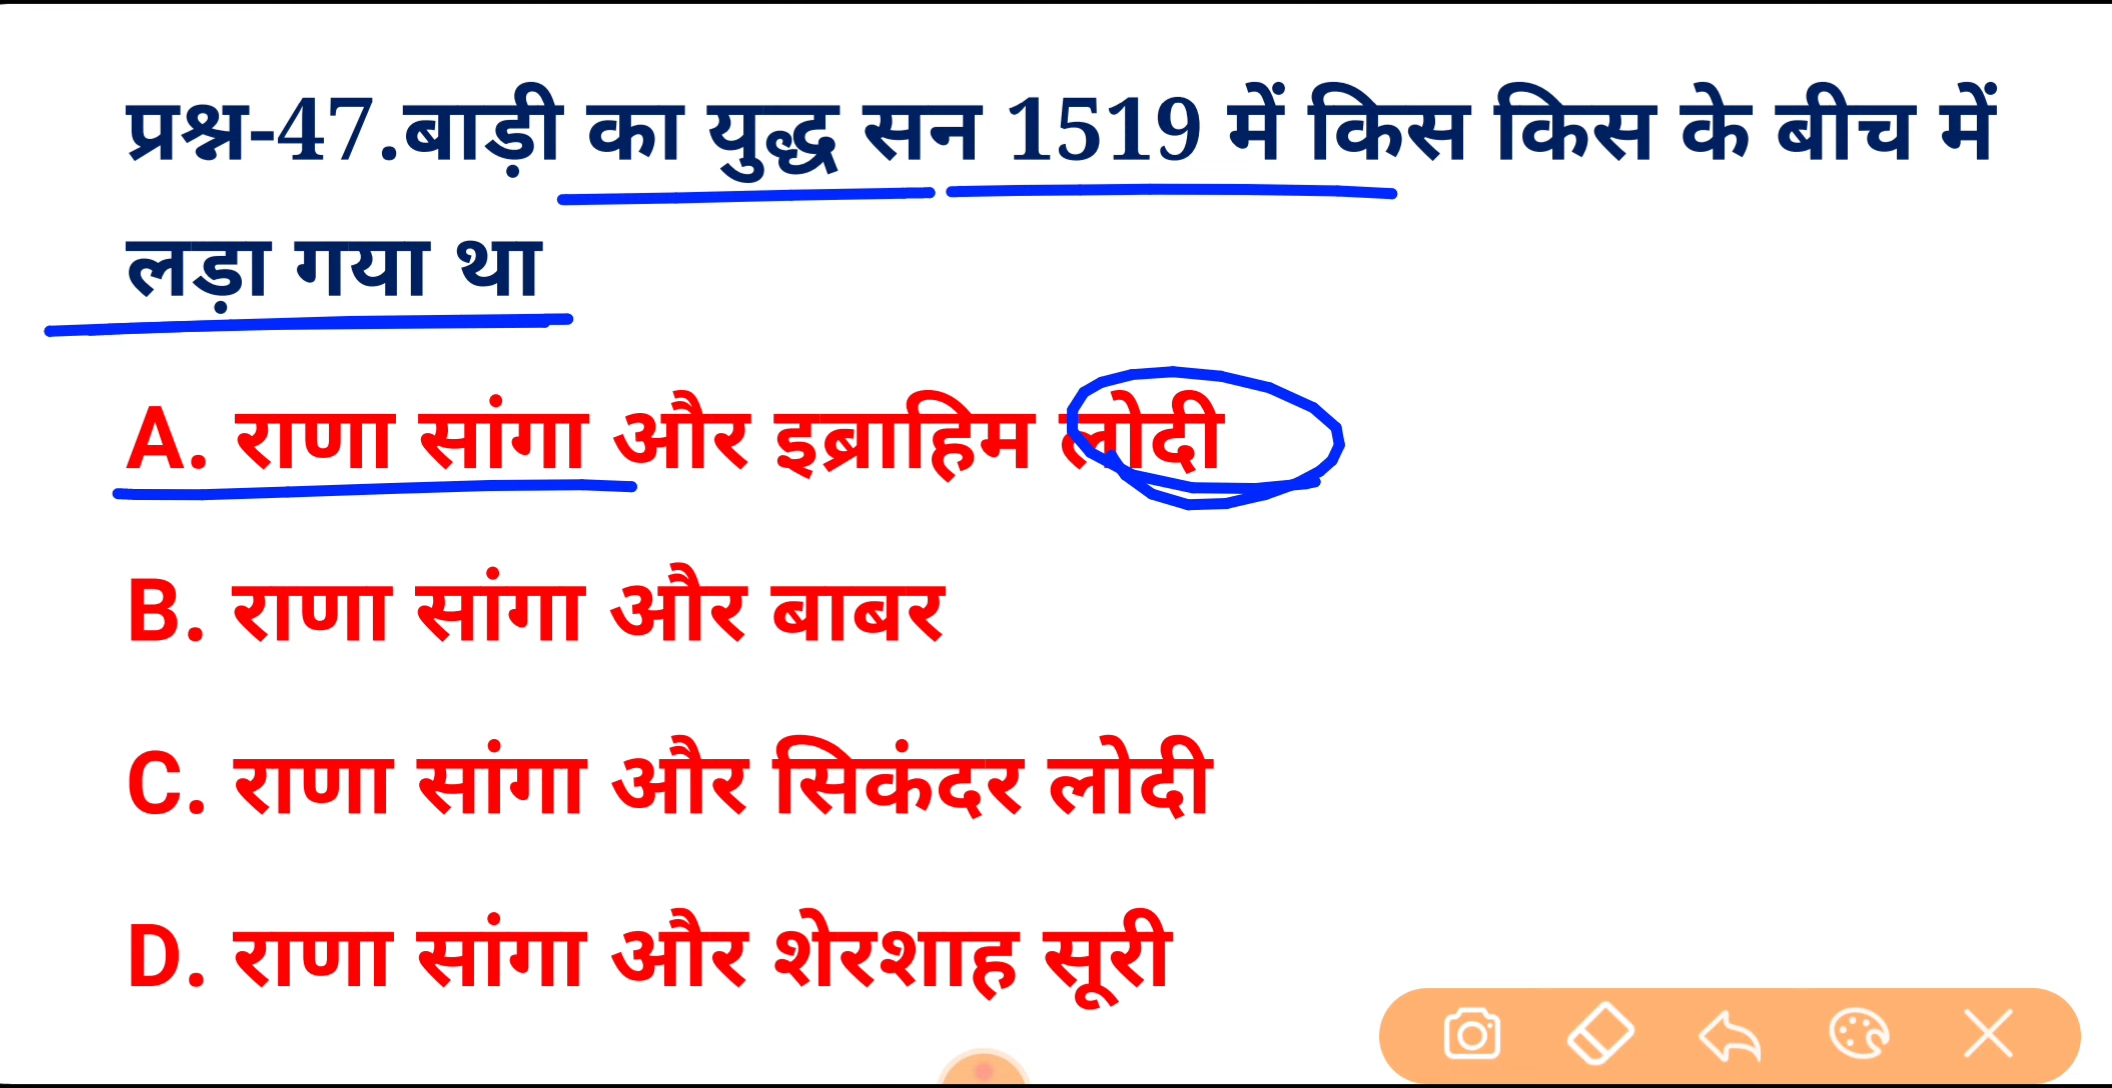 प्रश्न-47.बाड़ी का युद्ध सन 1519 में किस किस के बीच में
लड़ा गया था
A. राणा सांगा और इब्राहिम लोदी
B. राणा सांगा और बाबर
C. राणा सांगा और सिकंदर लोदी
D. राणा सांगा और शेरशाह सूरी